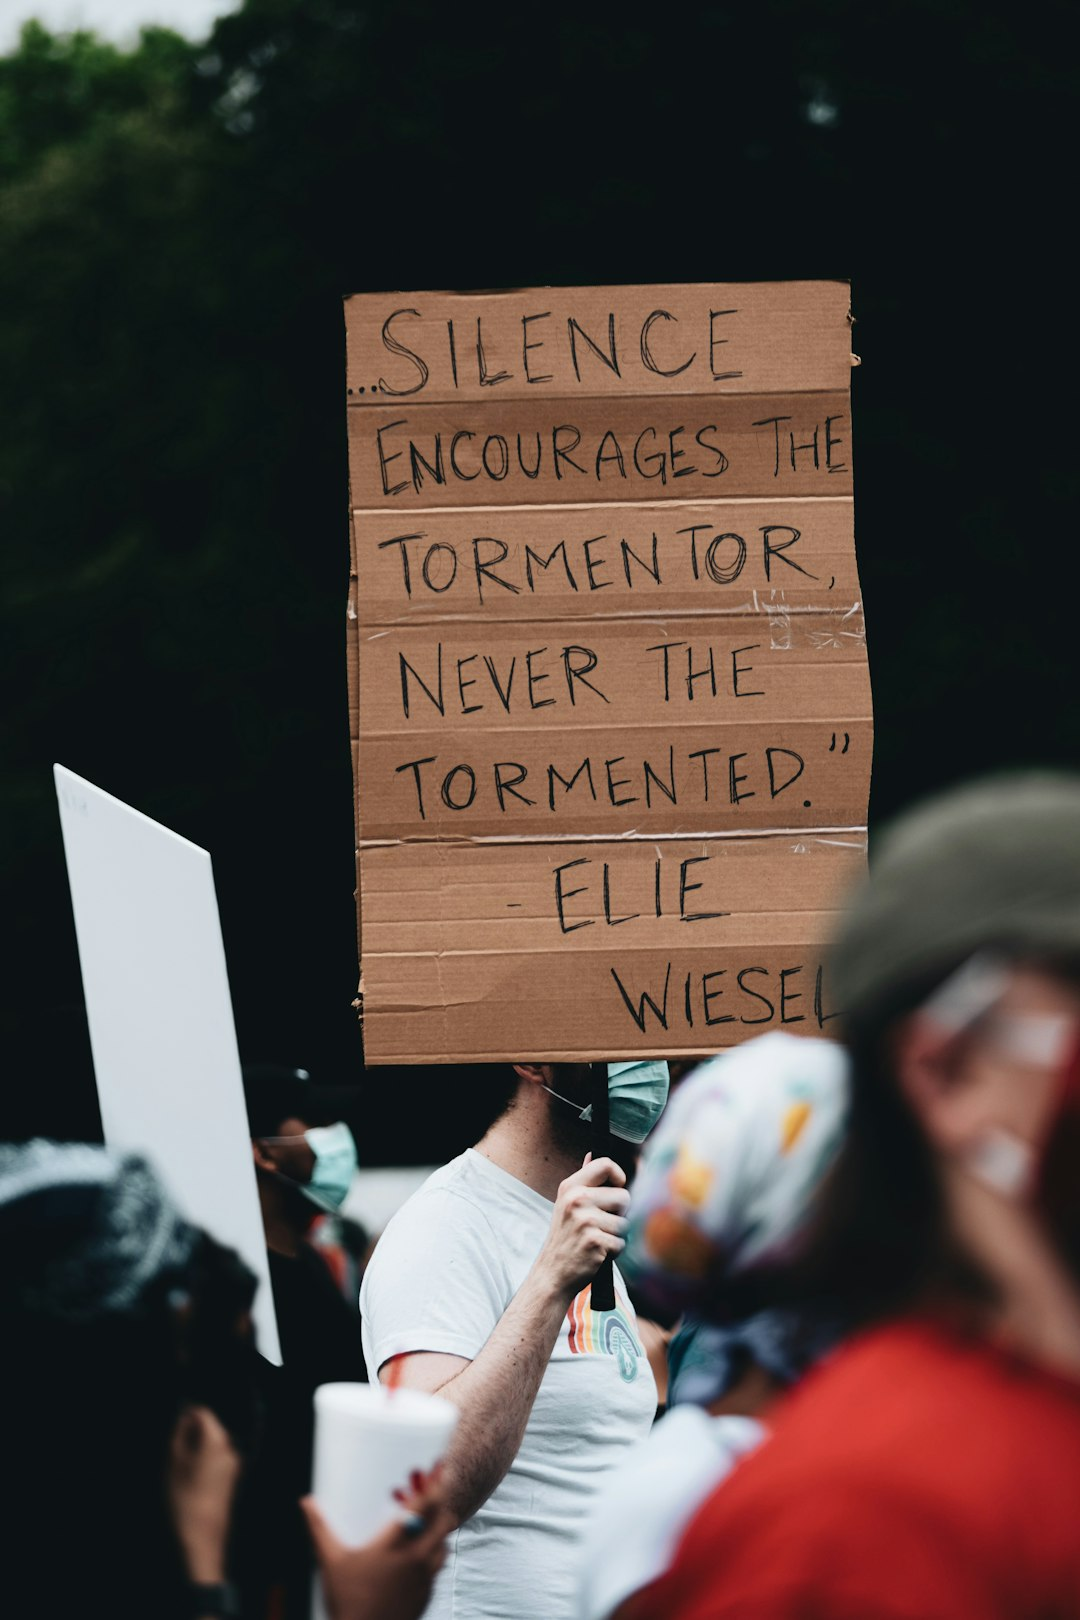 ...SILENCE
ENCOURAGES THE
TORMENTOR,
NEVER THE
TORMENTED."
- ELIE
WIESEL